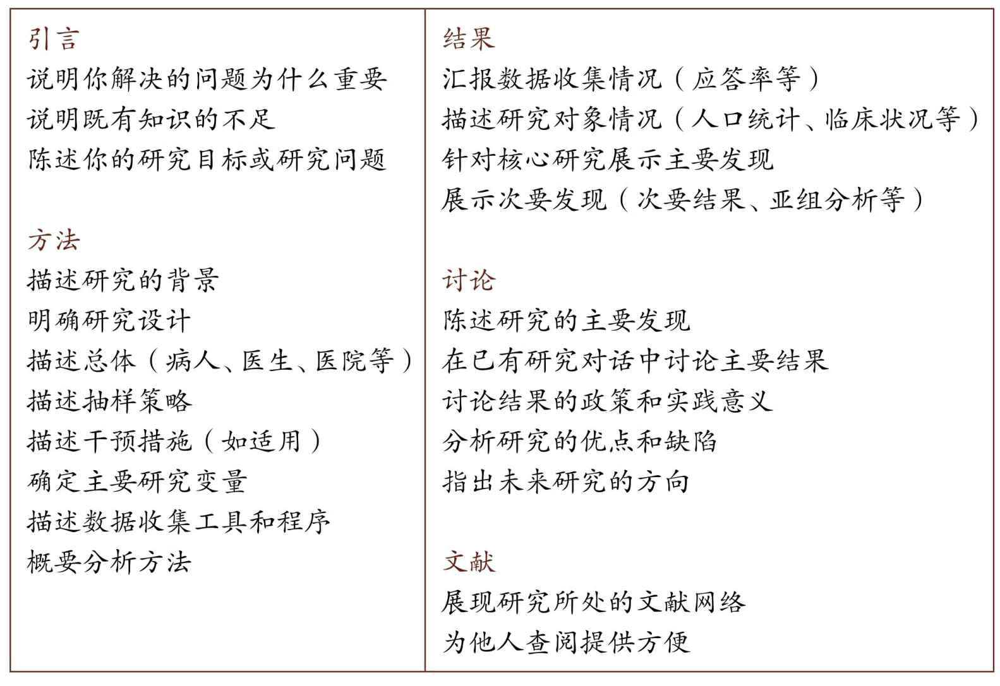 引言
说明你解决的问题为什么重要
说明既有知识的不足
陈述你的研究目标或研究问题
方法
描述研究的背景
明确研究设计
描述总体（病人、医生、医院等）
描述抽样策略
描述干预措施（如适用）
确定主要研究变量
描述数据收集工具和程序
概要分析方法
结果
汇报数据收集情况（应答率等）
描述研究对象情况（人口统计、临床状况等）
针对核心研究展示主要发现
展示次要发现（次要结果、亚组分析等）
讨论
陈述研究的主要发现
在已有研究对话中讨论主要结果
讨论结果的政策和实践意义
分析研究的优点和缺陷
指出未来研究的方向
文献
展现研究所处的文献网络
为他人查阅提供方便